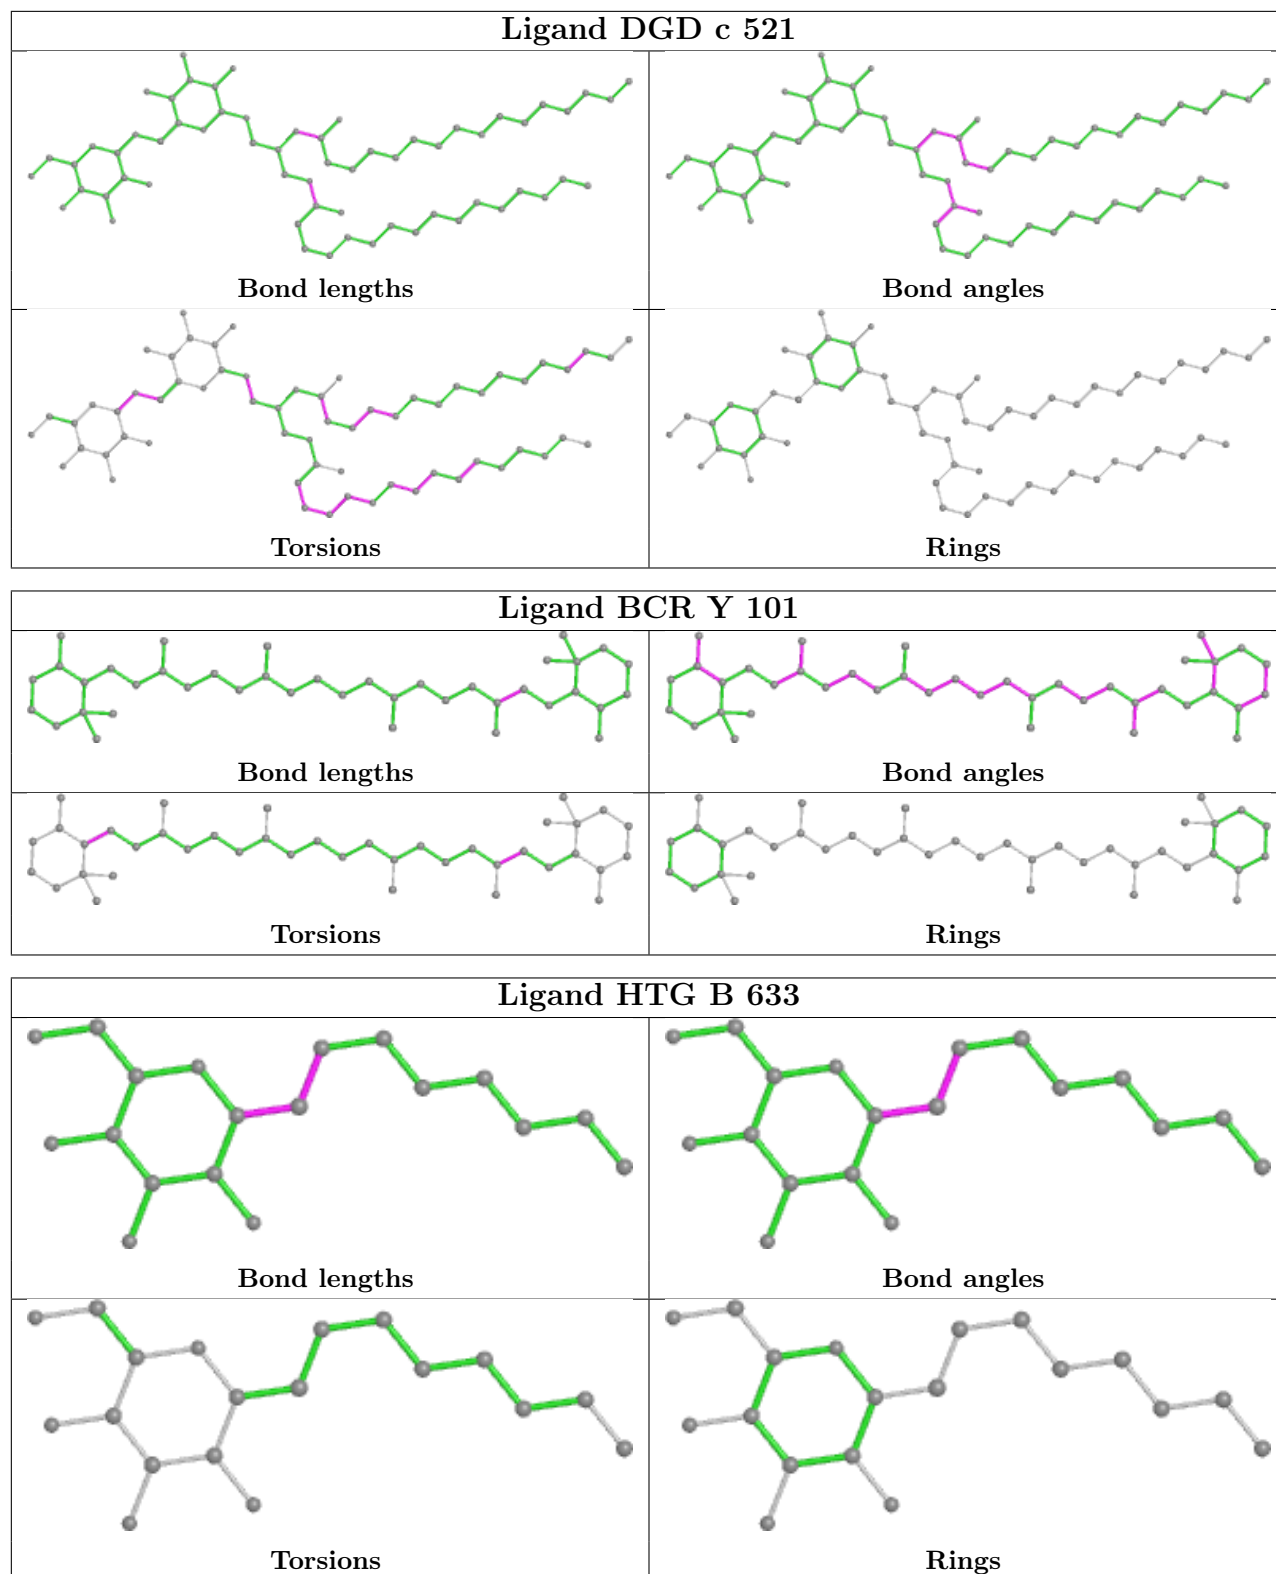 Ligand DGD c 521
Bond lengths
Bond angles
Torsions
Rings
Ligand BCR Y 101
Bond lengths
Bond angles
Torsions
Rings
Ligand HTG B 633
Bond lengths
Bond angles
Torsions
Rings